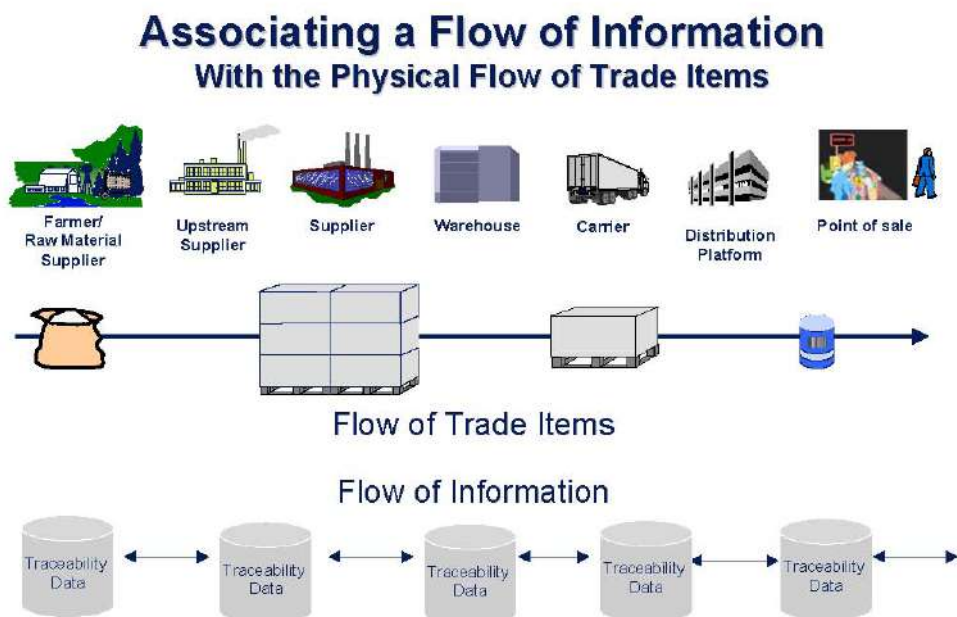 Associating a Flow of Information
With the Physical Flow of Trade Items
Farmer/
Raw Material
Supplier
Upstream
Supplier
Supplier
Warehouse
Carrier
Distribution
Platform
Point of sale
Flow of Trade Items
Flow of Information
Traceability
Data
Traceability
Data
Traceability
Data
Traceability
Data
Traceability
Data